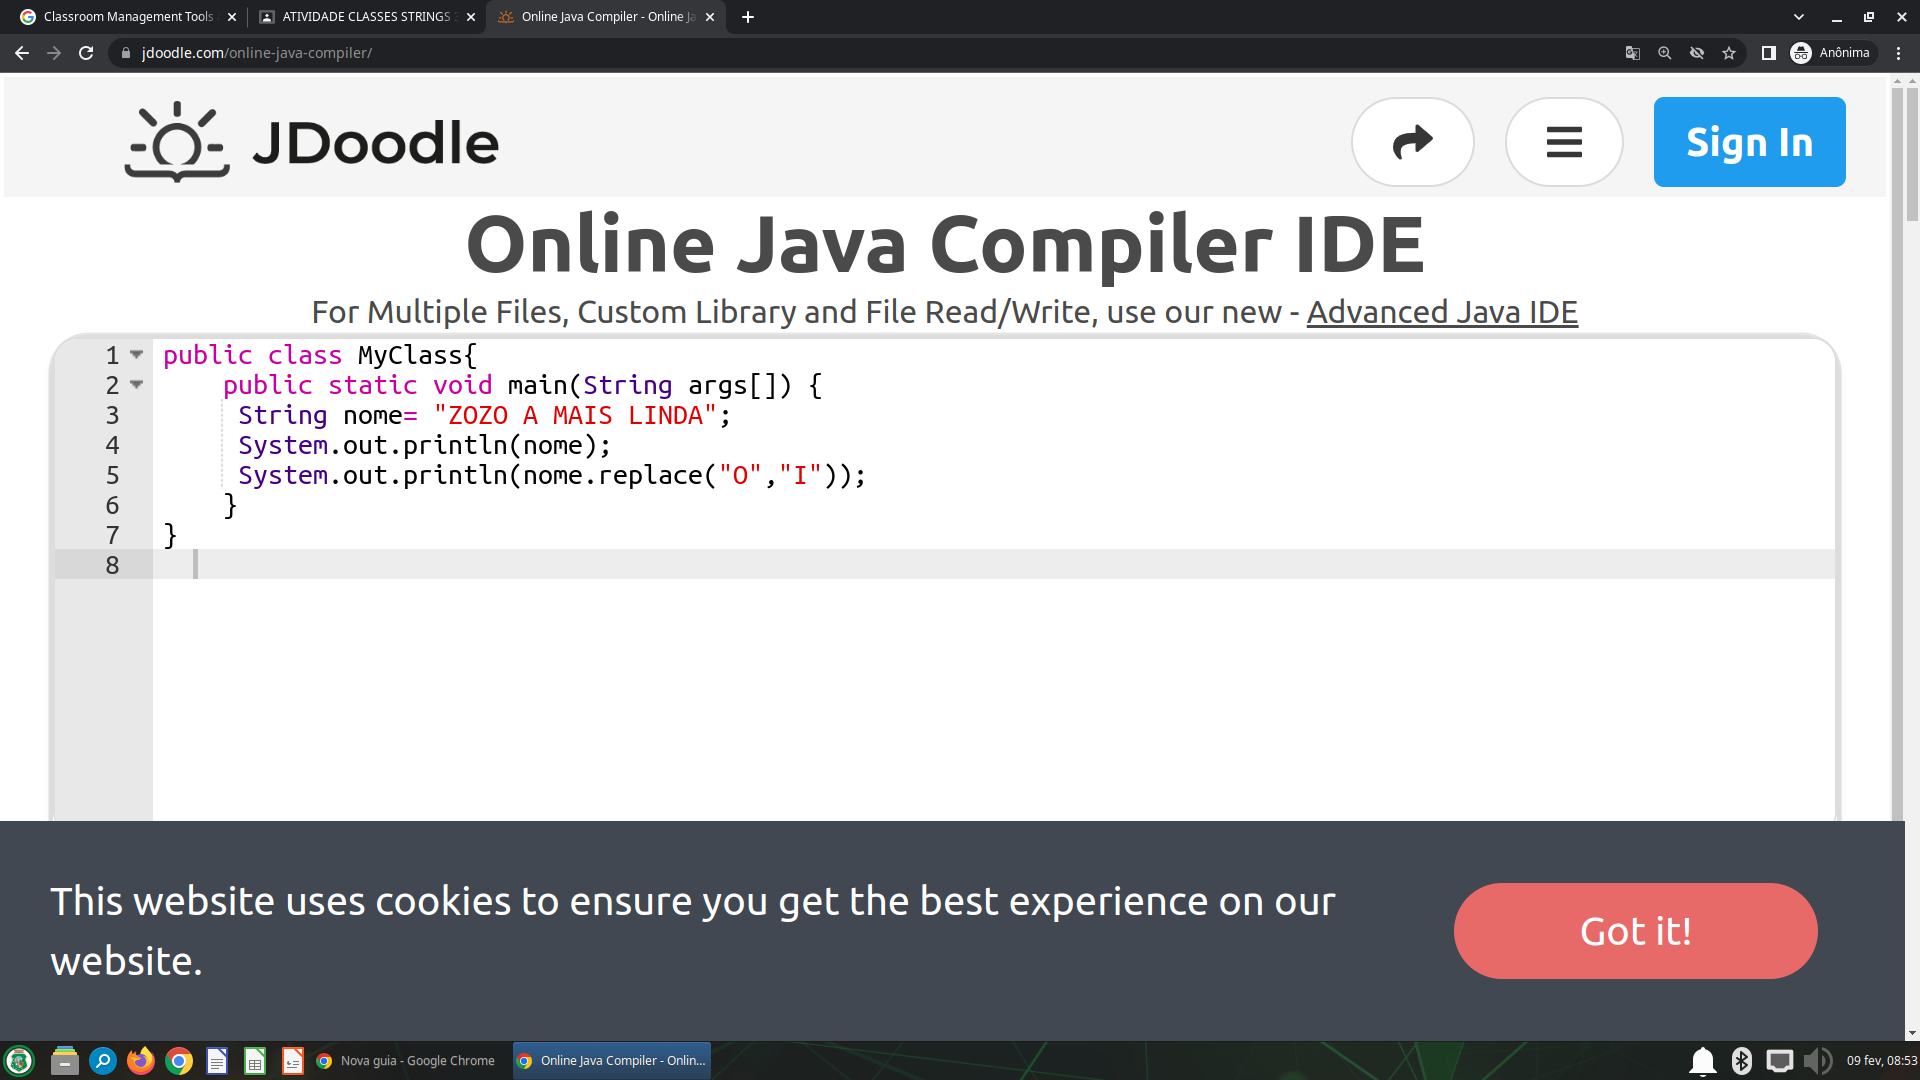 Classroom Management Tools
ATIVIDADE CLASSES STRINGS
Online Java Compiler - Online Ja
jdoodle.com/online-java-compiler/
Anônima
JDoodle
Sign In
Online Java Compiler IDE
For Multiple Files, Custom Library and File Read/Write, use our new - Advanced Java IDE
1 public class MyClass{
2 public static void main(String args[]) {
3 String nome= "ZOZO A MAIS LINDA";
4 System.out.println(nome);
5 System.out.println(nome.replace("O","I"));
6 }
7 }
8
This website uses cookies to ensure you get the best experience on our
website.
Got it!
Nova guia - Google Chrome
Online Java Compiler - Onlin...
09 fev, 08:53